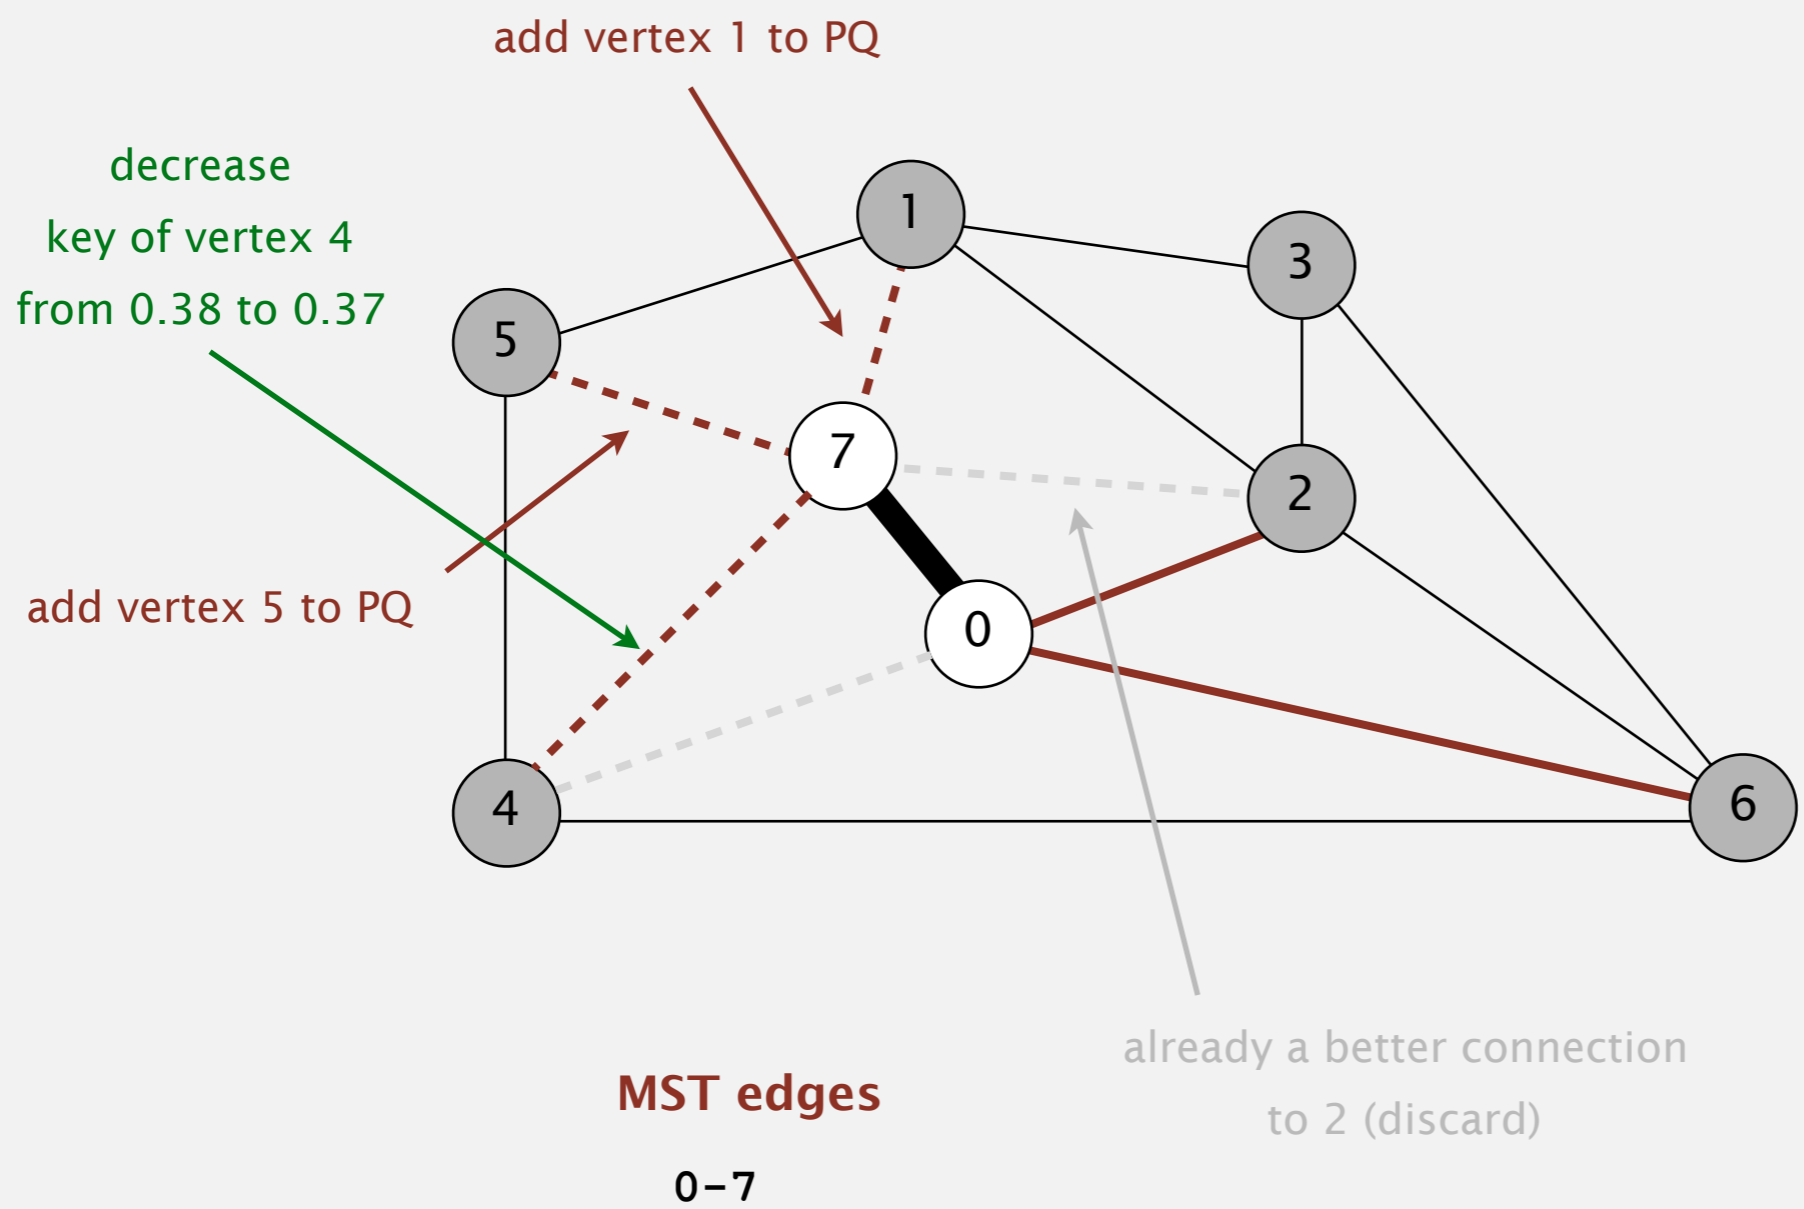 add vertex 1 to PQ
decrease
key of vertex 4
from 0.38 to 0.37
1
3
5
7
2
add vertex 5 to PQ
0
4
6
already a better connection
to 2 (discard)
MST edges
0-7